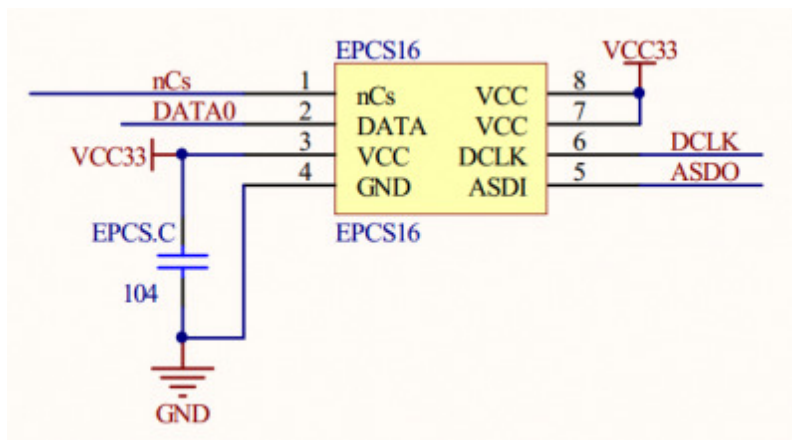 EPCS16
VCC33
nCs 1 nCs VCC 8
DATA0 2 DATA VCC 7
VCC33 3 VCC DCLK 6 DCLK
4 GND ASDI 5 ASDO
EPCS.C EPCS16
104
GND